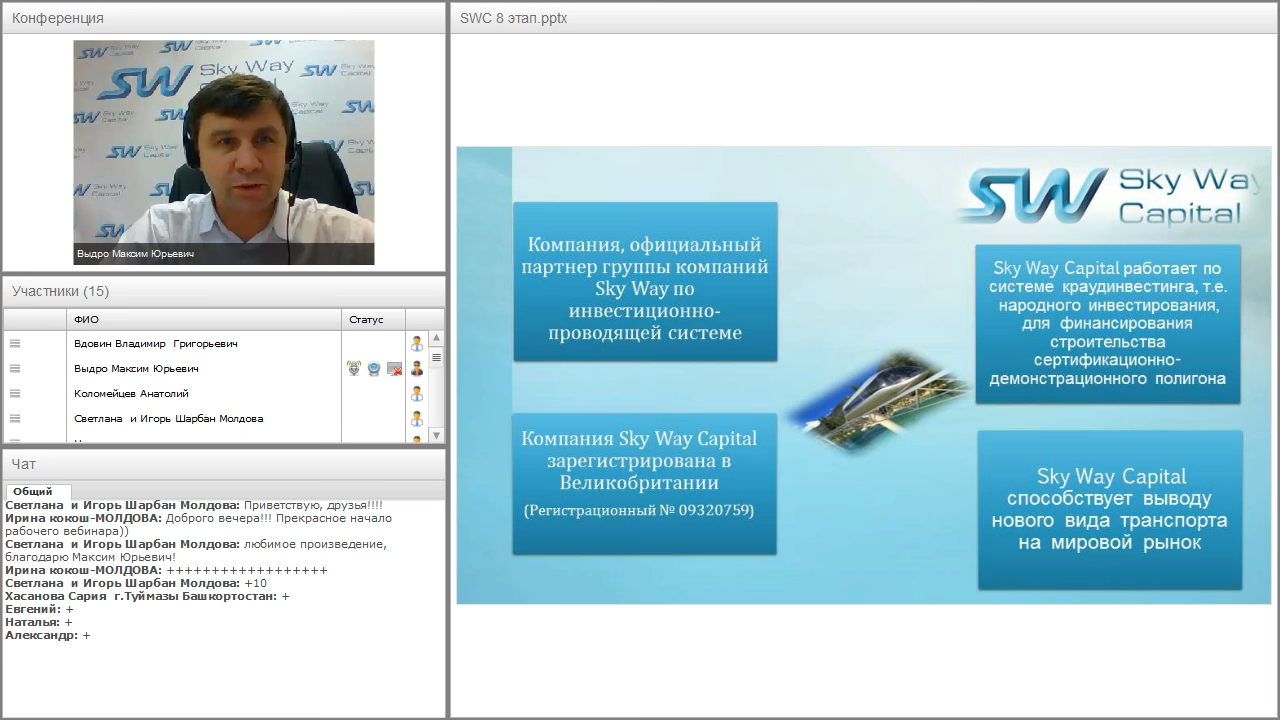 Конференция
SW Sky Way
Capital
Выдро Максим Юрьевич
Участники (15)
ФИО
Статус
Вдовин Владимир Григорьевич
Выдро Максим Юрьевич
Коломейцев Анатолий
Светлана и Игорь Шарбан Молдова
Чат
Общий
Светлана и Игорь Шарбан Молдова: Приветствую, друзья!!!!
Ирина кокош-МОЛДОВА: Доброго вечера!!! Прекрасное начало
рабочего вебинара))
Светлана и Игорь Шарбан Молдова: любимое произведение,
благодарю Максим Юрьевич!
Ирина кокош-МОЛДОВА: ++++++++++++++++++
Светлана и Игорь Шарбан Молдова: +10
Хасанова Сария г.Туймазы Башкортостан: +
Евгений: +
Наталья: +
Александр: +
SWC 8 этап.pptx
SW Sky Way
Capital
Компания, официальный
партнер группы компаний
Sky Way по
инвестиционно-
проводящей системе
Sky Way Capital работает по
системе краудинвестинга, т.е.
народного инвестирования,
для финансирования
строительства
сертификационно-
демонстрационного полигона
Компания Sky Way Capital
зарегистрирована в
Великобритании
(Регистрационный № 09320759)
Sky Way Capital
способствует выводу
нового вида транспорта
на мировой рынок